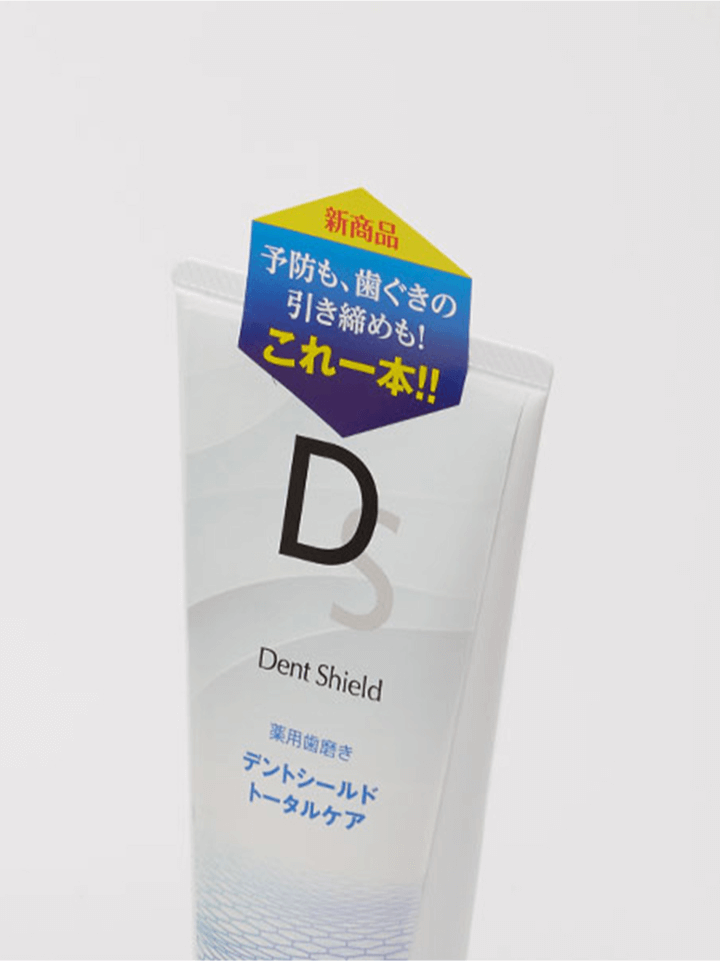 新商品
予防も、歯ぐきの
引き締めも!
これ一本!!
DS
Dent Shield
薬用歯磨き
デントシールド
トータルケア